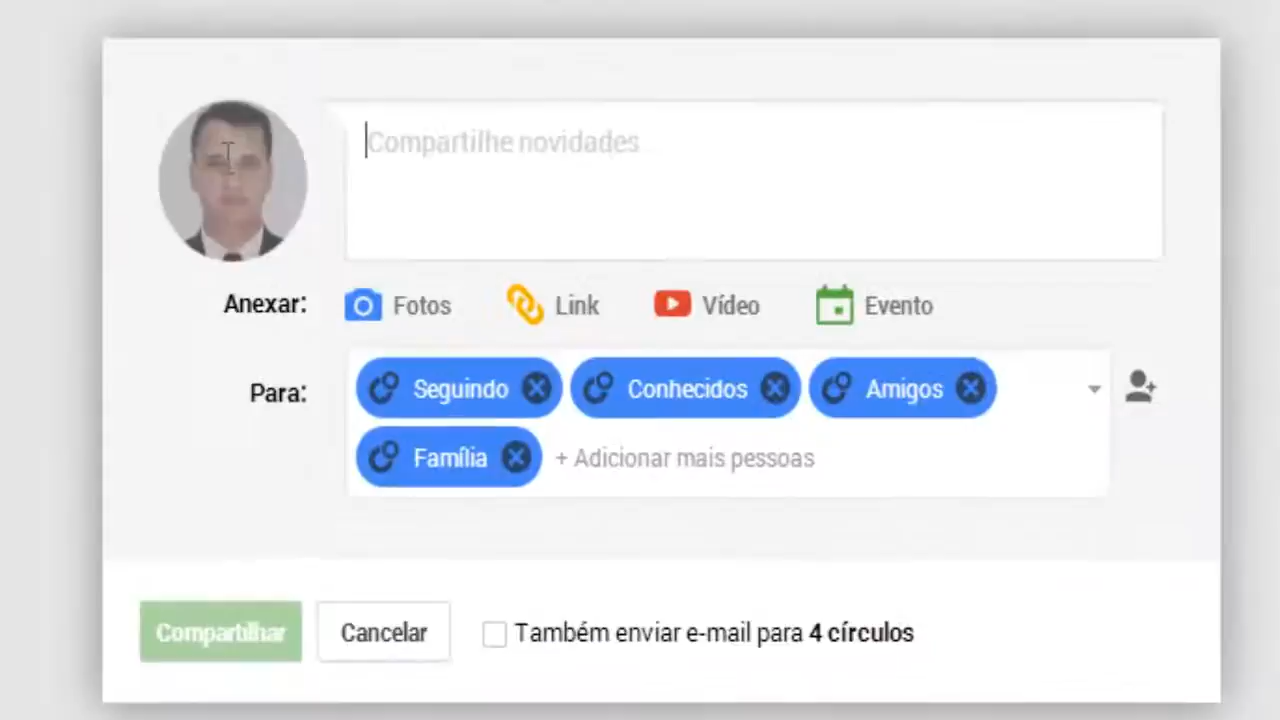 Compartilhe novidades
Anexar: Fotos Link Vídeo Evento
Para: Seguindo Conhecidos Amigos
Família + Adicionar mais pessoas
Compartilhar Cancelar Também enviar e-mail para 4 círculos